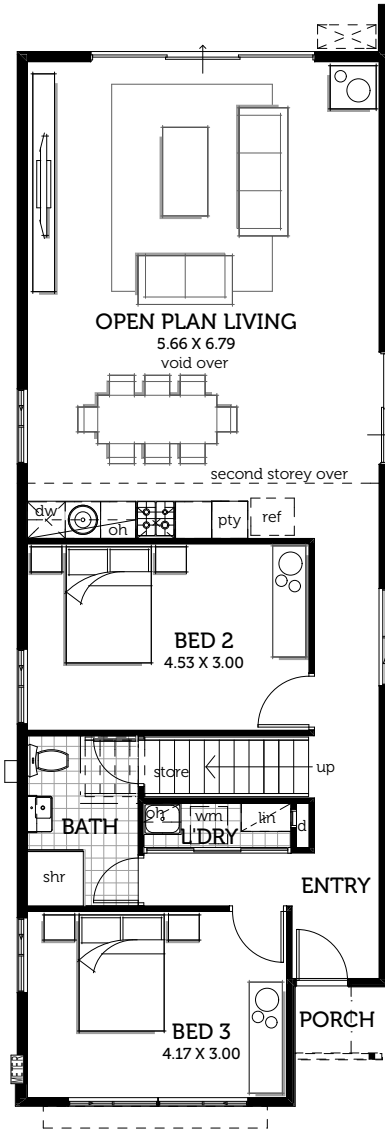 OPEN PLAN LIVING
5.66 X 6.79
void over
second storey over
dw
oh
pty
ref
BED 2
4.53 X 3.00
store
up
BATH
oh
wm
lin
L'DRY
d
shr
ENTRY
BED 3
4.17 X 3.00
PORCH
METER